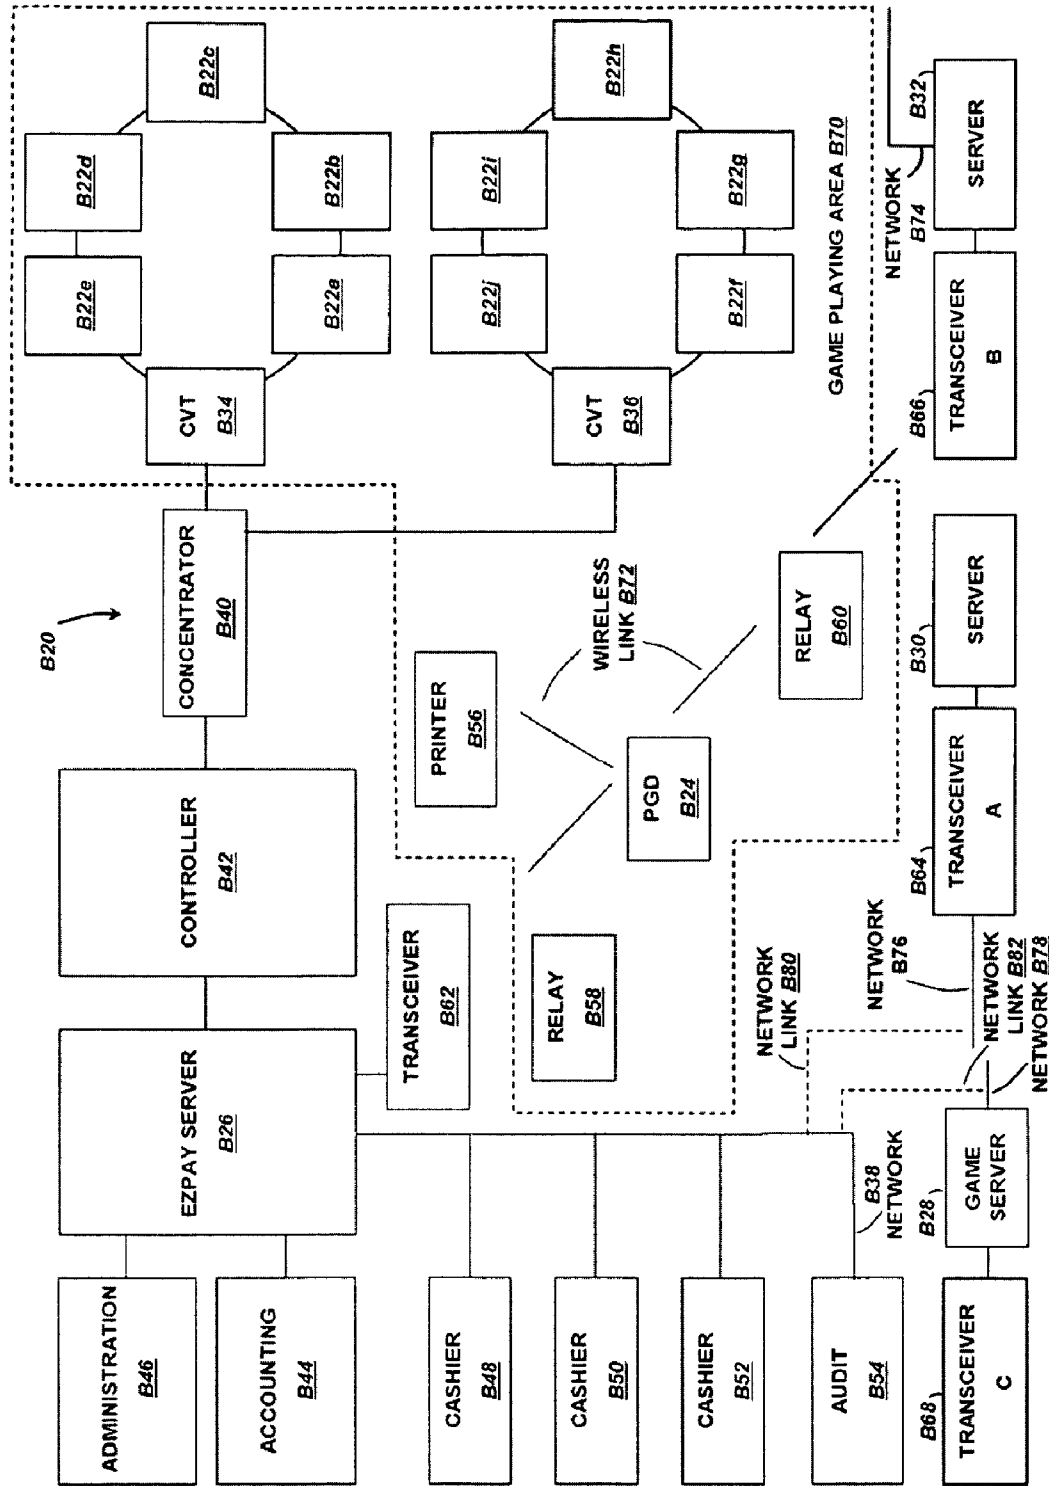 B20
ADMINISTRATION
B46
EZPAY SERVER
B26
CONTROLLER
B42
CONCENTRATOR
B40
CVT
B34
B22e
B22d
B22c
B22a
B22b
ACCOUNTING
B44
CASHIER
B48
TRANSCEIVER
B62
PRINTER
B56
CVT
B36
B22j
B22i
B22h
B22f
B22g
CASHIER
B50
RELAY
B58
WIRELESS
LINK B72
CASHIER
B52
PGD
B24
RELAY
B60
NETWORK
LINK B80
GAME PLAYING AREA B70
AUDIT
B54
B38
NETWORK
NETWORK
B76
NETWORK
B74
B68
TRANSCEIVER
C
B28
GAME
SERVER
B64
TRANSCEIVER
A
B30
SERVER
B66
TRANSCEIVER
B
B32
SERVER
NETWORK
LINK B82
NETWORK B78